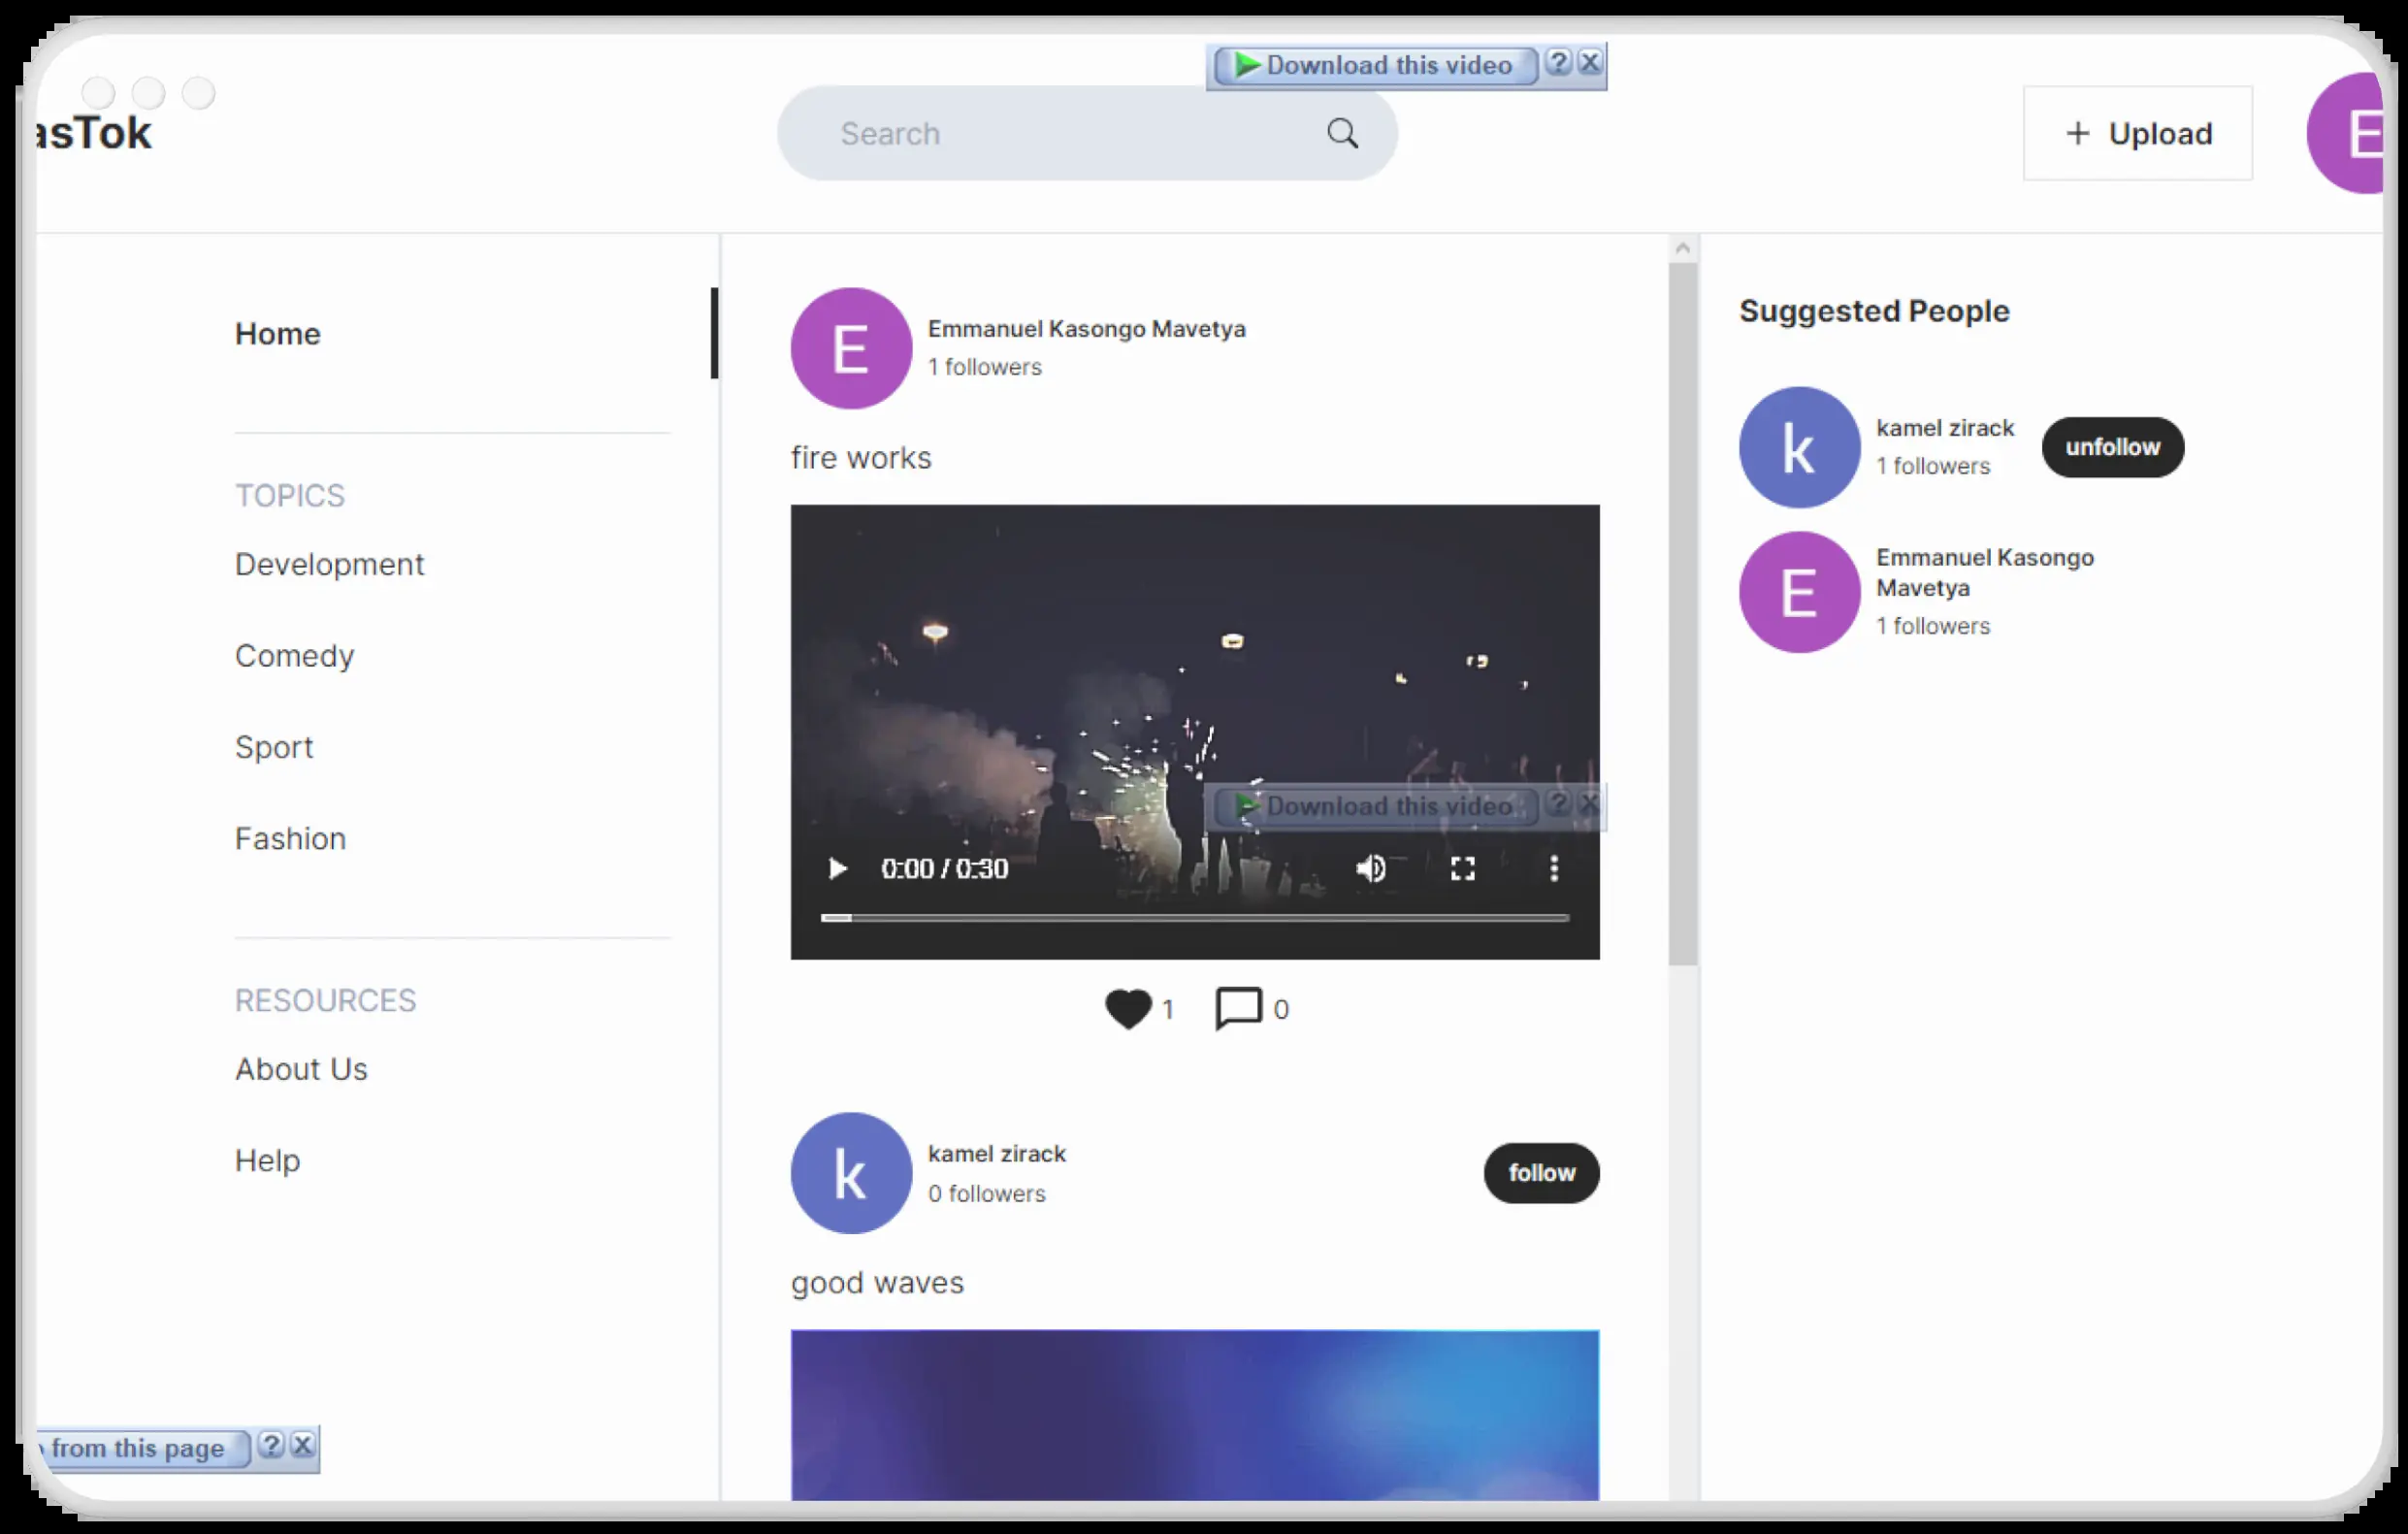 Download this video ? X
asTok
Search
+ Upload
E
Home
TOPICS
Development
Comedy
Sport
Fashion
RESOURCES
About Us
Help
from this page ? X
E
Emmanuel Kasongo Mavetya
1 followers
fire works
Download this video ? X
0:00 / 0:30
1
0
k
kamel zirack
0 followers
follow
good waves
Suggested People
k
kamel zirack
1 followers
unfollow
E
Emmanuel Kasongo
Mavetya
1 followers